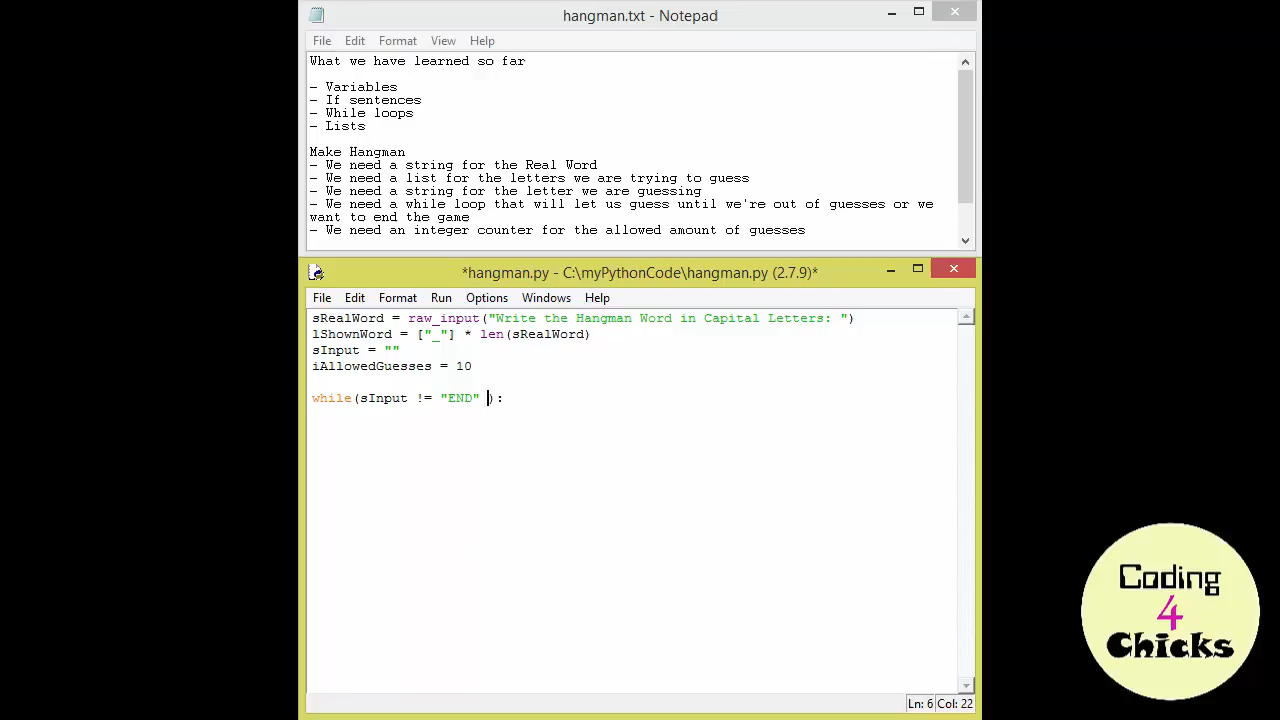 hangman.txt - Notepad
File Edit Format View Help
What we have learned so far
- Variables
- If sentences
- While loops
- Lists
Make Hangman
- We need a string for the Real Word
- We need a list for the letters we are trying to guess
- We need a string for the letter we are guessing
- We need a while loop that will let us guess until we're out of guesses or we
want to end the game
- We need an integer counter for the allowed amount of guesses
*hangman.py - C:\myPythonCode\hangman.py (2.7.9)*
File Edit Format Run Options Windows Help
sRealWord = raw_input("Write the Hangman Word in Capital Letters: ")
lShownWord = ["_"] * len(sRealWord)
sInput = ""
iAllowedGuesses = 10
while(sInput != "END" ):
Ln: 6 Col: 22
Coding
4
Chicks